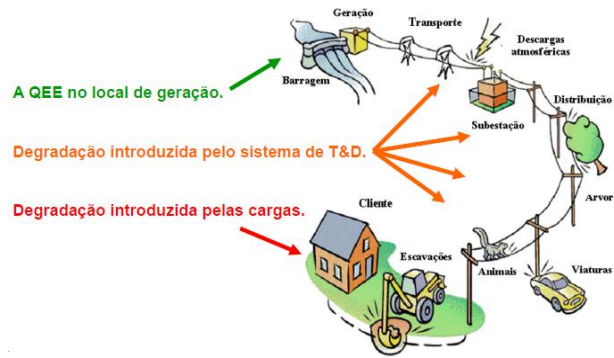 Geração
Transporte
Descargas
atmosféricas
Barragem
A QEE no local de geração.
Distribuição
Subestação
Degradação introduzida pelo sistema de T&D.
Arvor
Degradação introduzida pelas cargas.
Cliente
Escavações
Animais
Viaturas